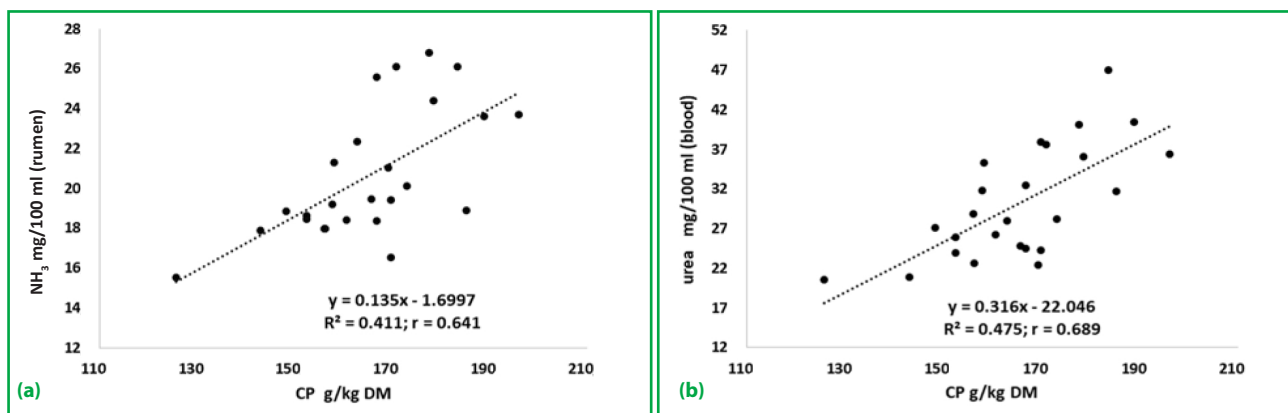 28
26
24
22
20
18
16
14
12
NH₃ mg/100 ml (rumen)
y = 0.135x - 1.6997
R² = 0.411; r = 0.641
110 130 150 170 190 210
(a) CP g/kg DM
52
47
42
37
32
27
22
17
12
urea mg/100 ml (blood)
y = 0.316x - 22.046
R² = 0.475; r = 0.689
110 130 150 170 190 210
(b) CP g/kg DM